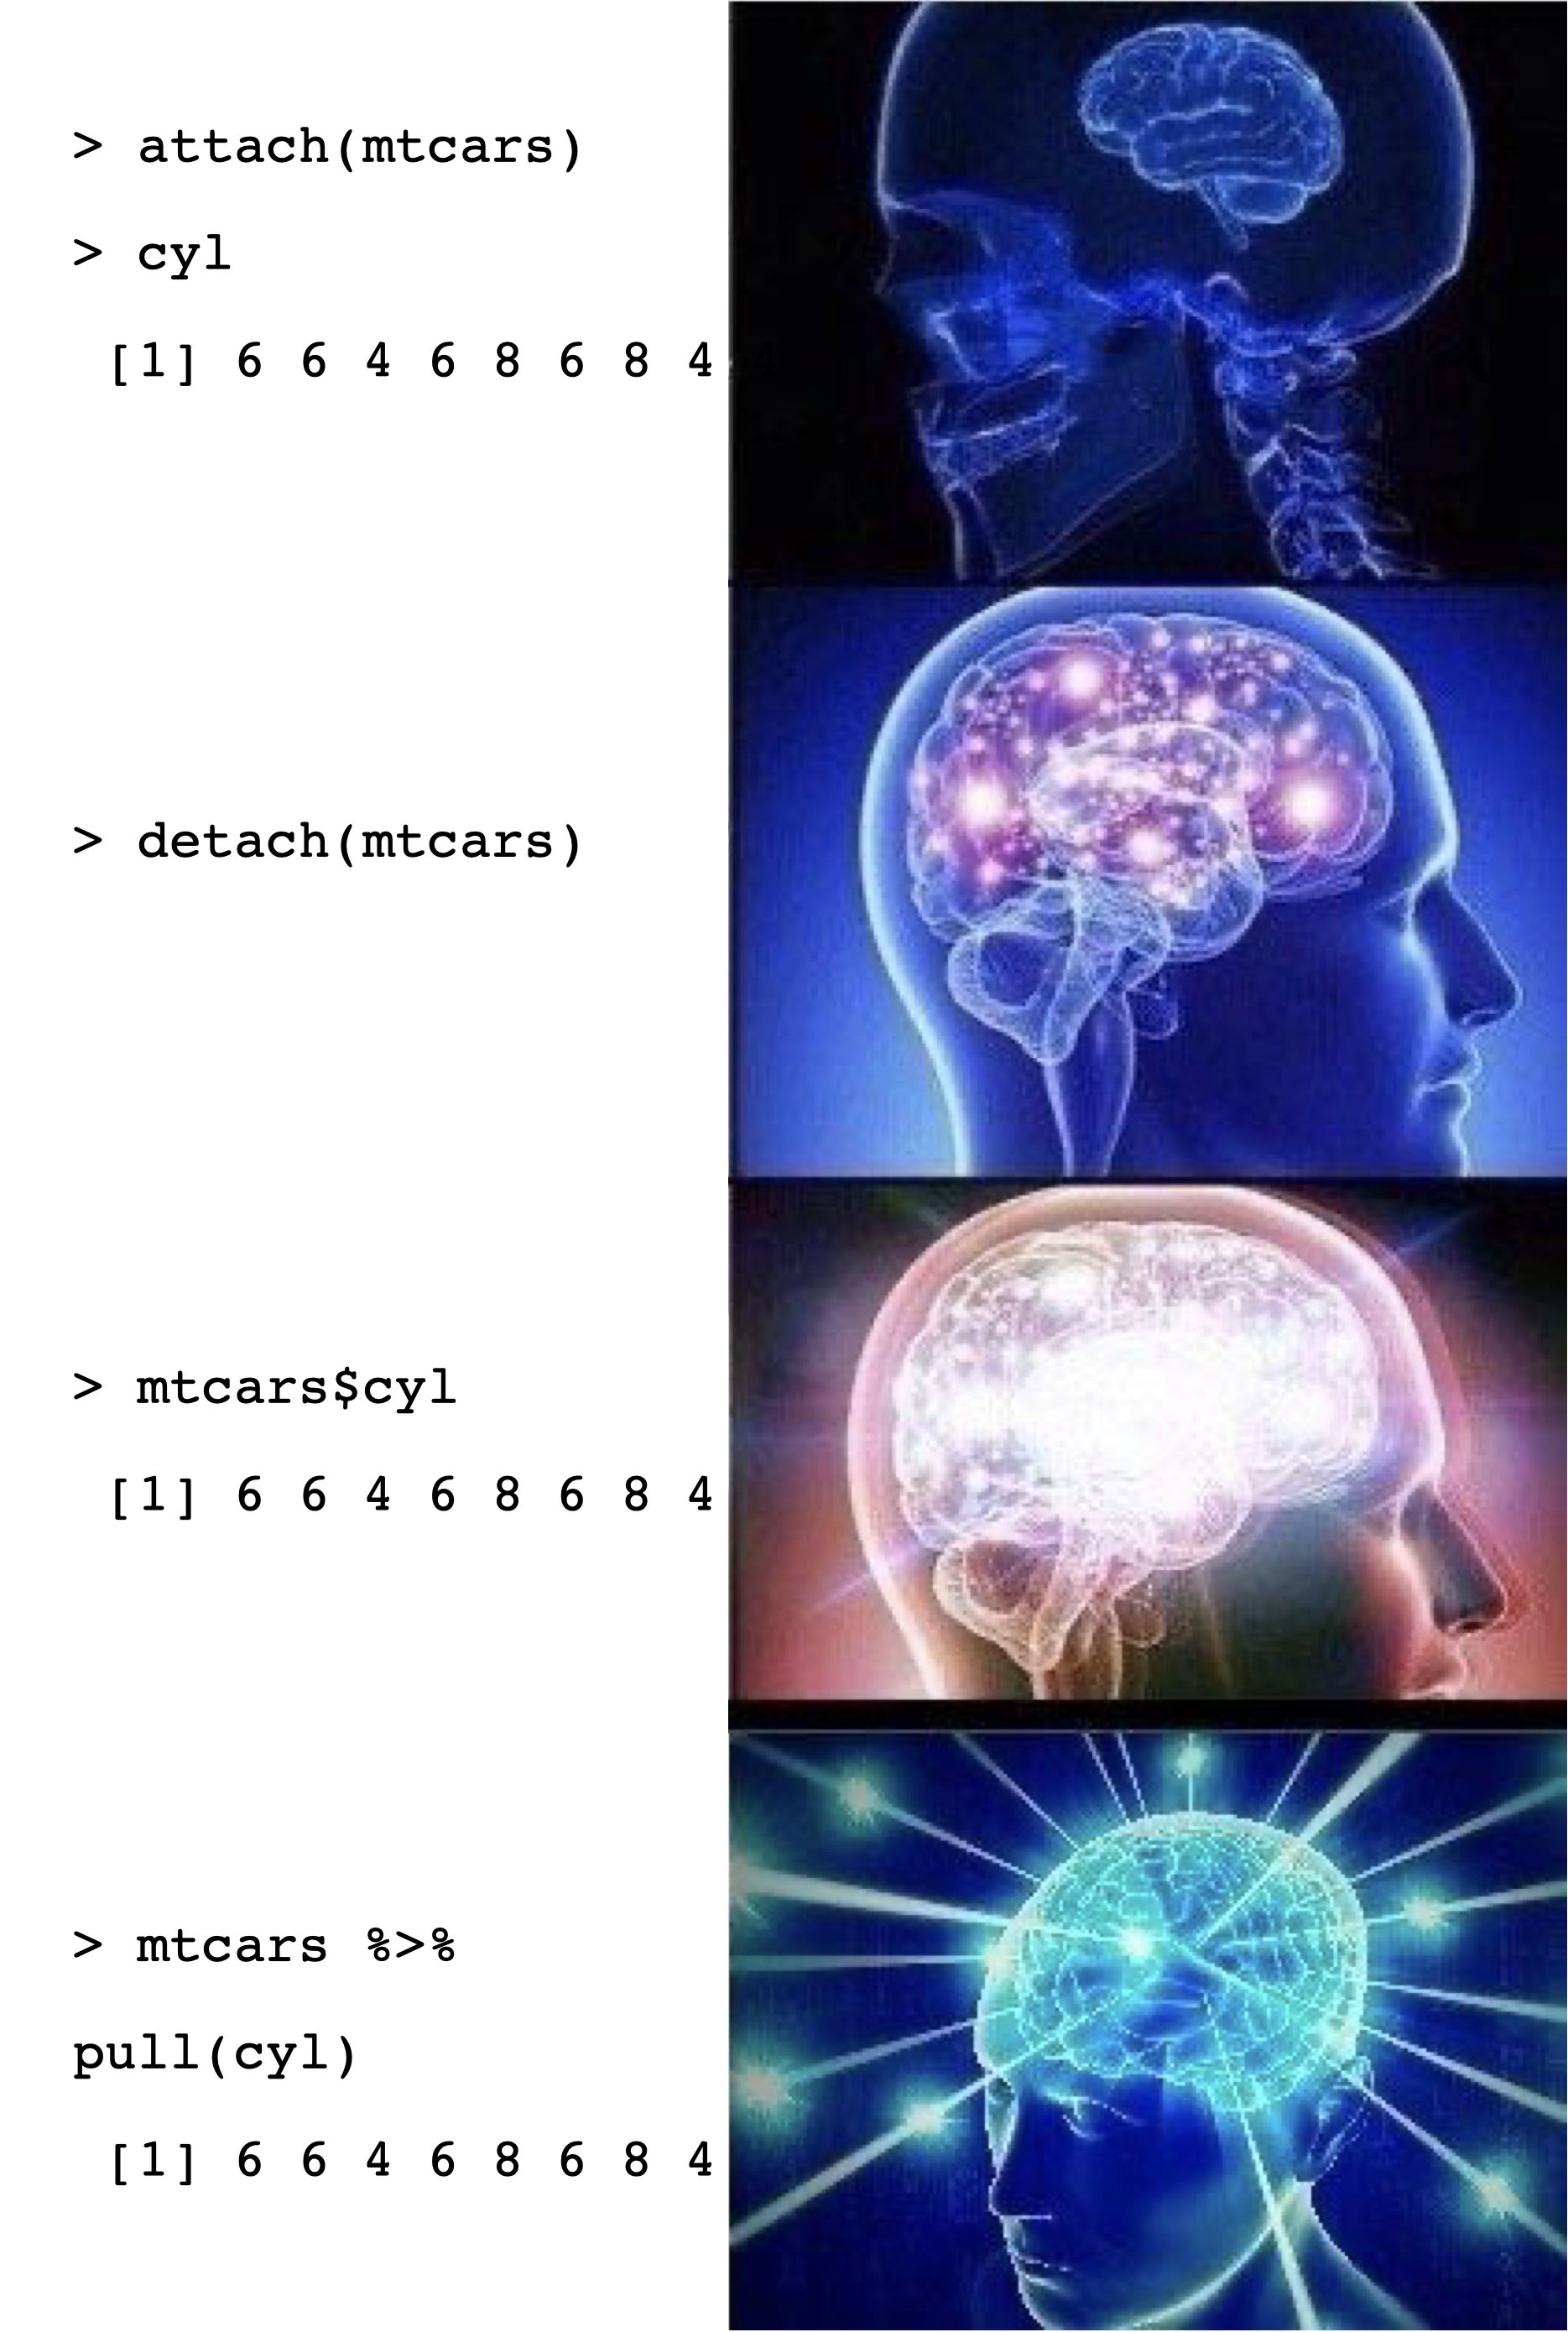 > attach(mtcars)
> cyl
[1] 6 6 4 6 8 6 8 4 4
> detach(mtcars)
> mtcars$cyl
[1] 6 6 4 6 8 6 8 4
> mtcars %>%
pull(cyl)
[1] 6 6 4 6 8 6 8 4